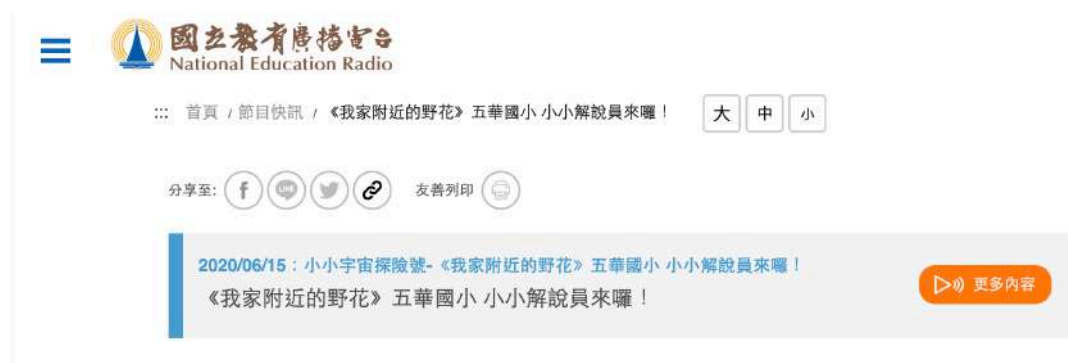 國立教育廣播電台
National Education Radio
::: 首頁 / 節目快訊 / 《我家附近的野花》五華國小 小小解說員來囉！ 大 中 小
分享至: f LINE 友善列印
2020/06/15：小小宇宙探險號-《我家附近的野花》五華國小 小小解說員來囉！
《我家附近的野花》五華國小 小小解說員來囉！
更多內容